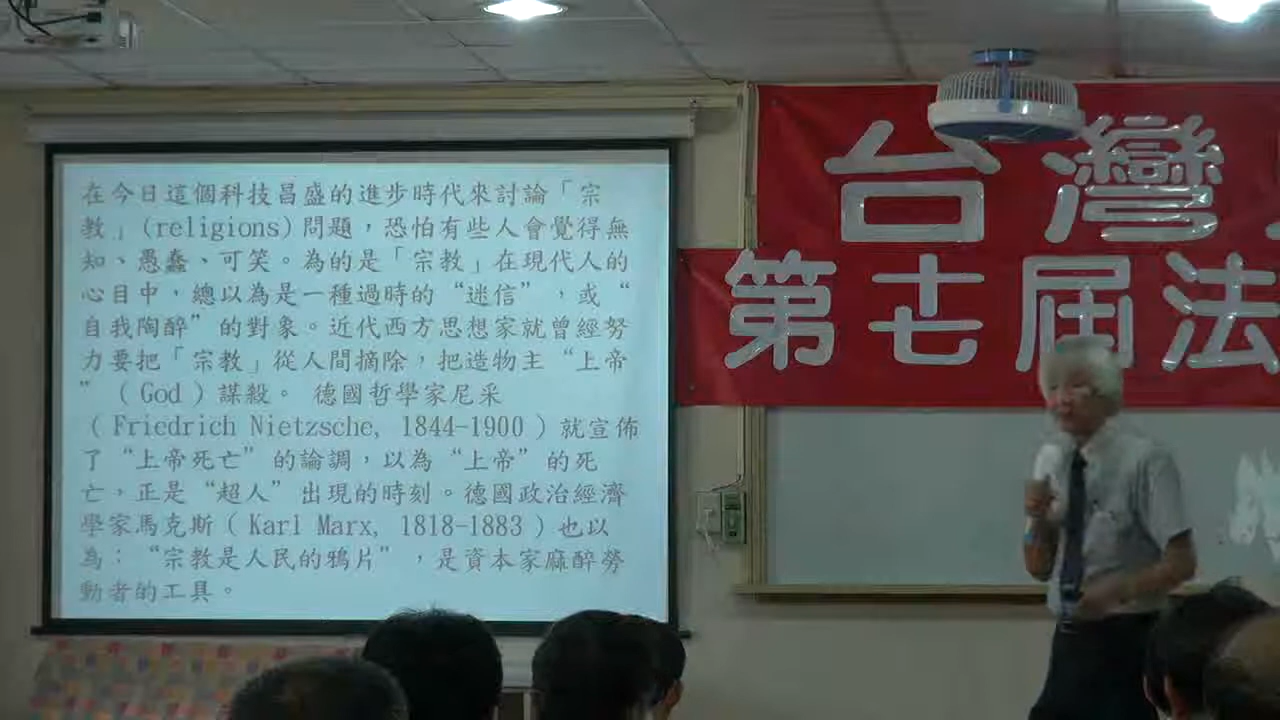 在今日這個科技昌盛的進步時代來討論「宗
教」(religions)問題，恐怕有些人會覺得無
知、愚蠢、可笑。為的是「宗教」在現代人的
心目中，總以為是一種過時的“迷信”，或“
自我陶醉”的對象。近代西方思想家就曾經努
力要把「宗教」從人間摘除，把造物主“上帝
”（God）謀殺。 德國哲學家尼采
（Friedrich Nietzsche, 1844-1900）就宣佈
了“上帝死亡”的論調，以為“上帝”的死
亡，正是“超人”出現的時刻。德國政治經濟
學家馬克斯（Karl Marx, 1818-1883）也以
為：“宗教是人民的鴉片”，是資本家麻醉勞
動者的工具。
台灣
第七屆法